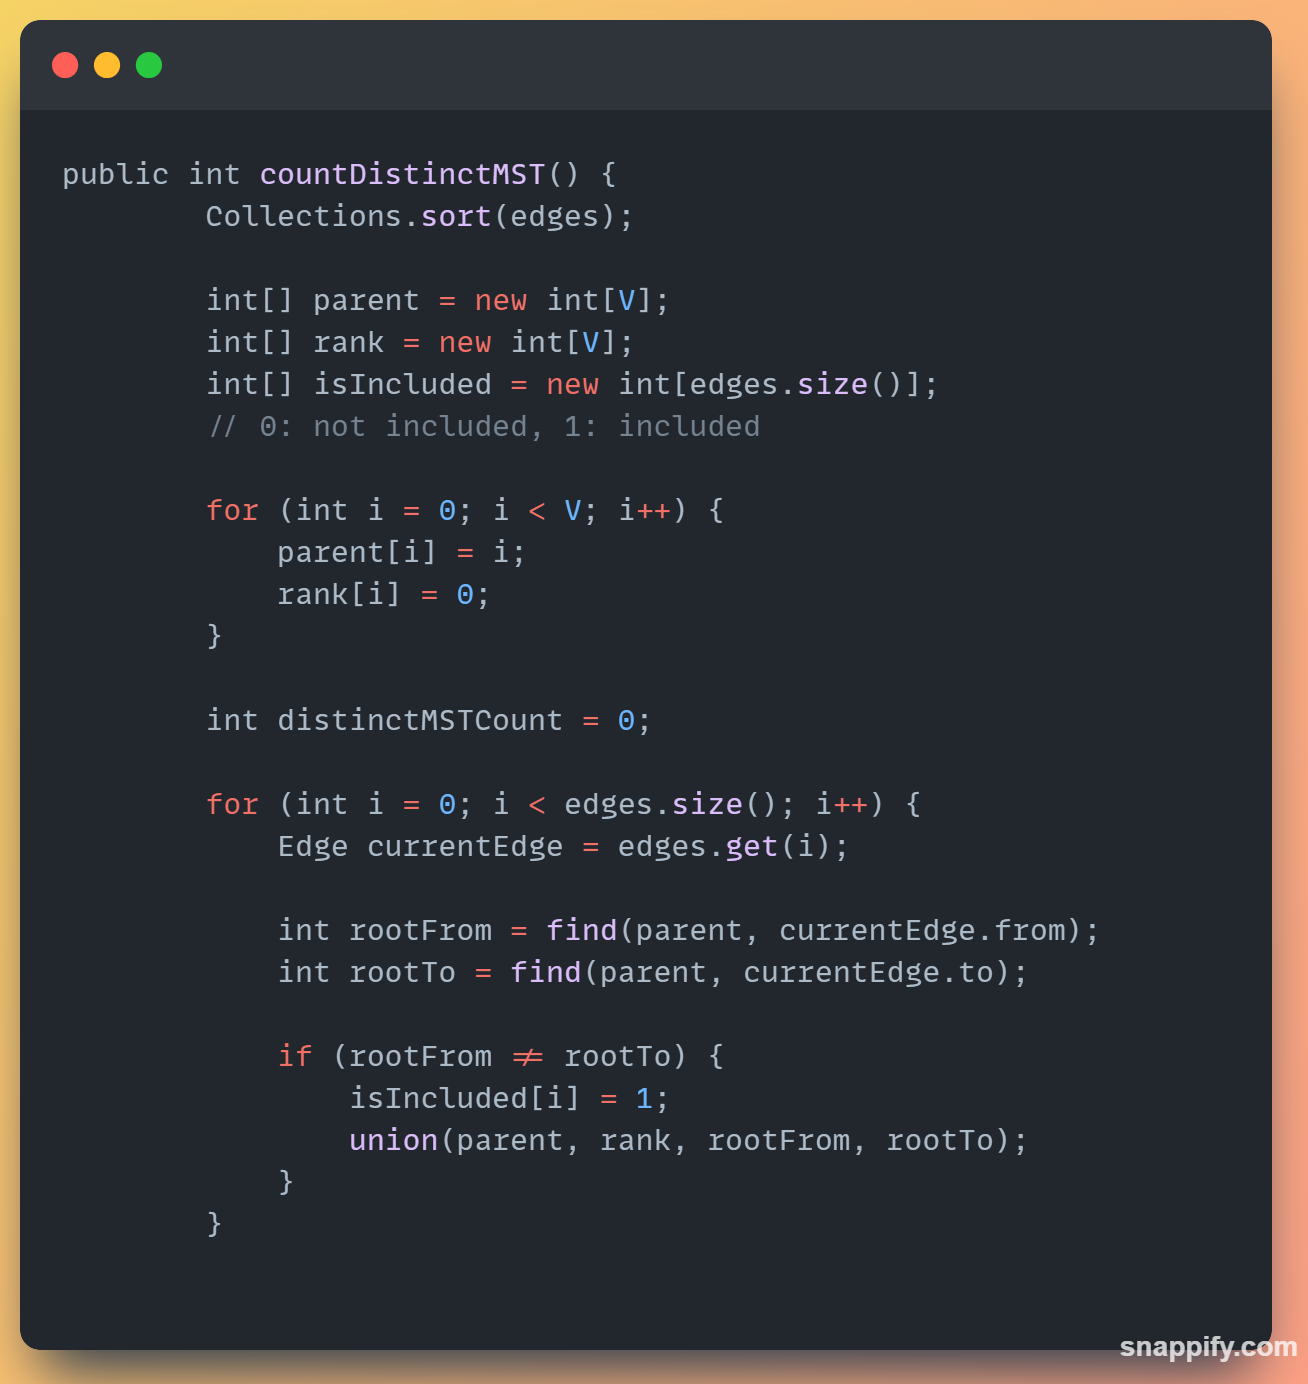 public int countDistinctMST() {
        Collections.sort(edges);

        int[] parent = new int[V];
        int[] rank = new int[V];
        int[] isIncluded = new int[edges.size()];
        // 0: not included, 1: included

        for (int i = 0; i < V; i++) {
            parent[i] = i;
            rank[i] = 0;
        }

        int distinctMSTCount = 0;

        for (int i = 0; i < edges.size(); i++) {
            Edge currentEdge = edges.get(i);

            int rootFrom = find(parent, currentEdge.from);
            int rootTo = find(parent, currentEdge.to);

            if (rootFrom != rootTo) {
                isIncluded[i] = 1;
                union(parent, rank, rootFrom, rootTo);
            }
        }
snappify.com